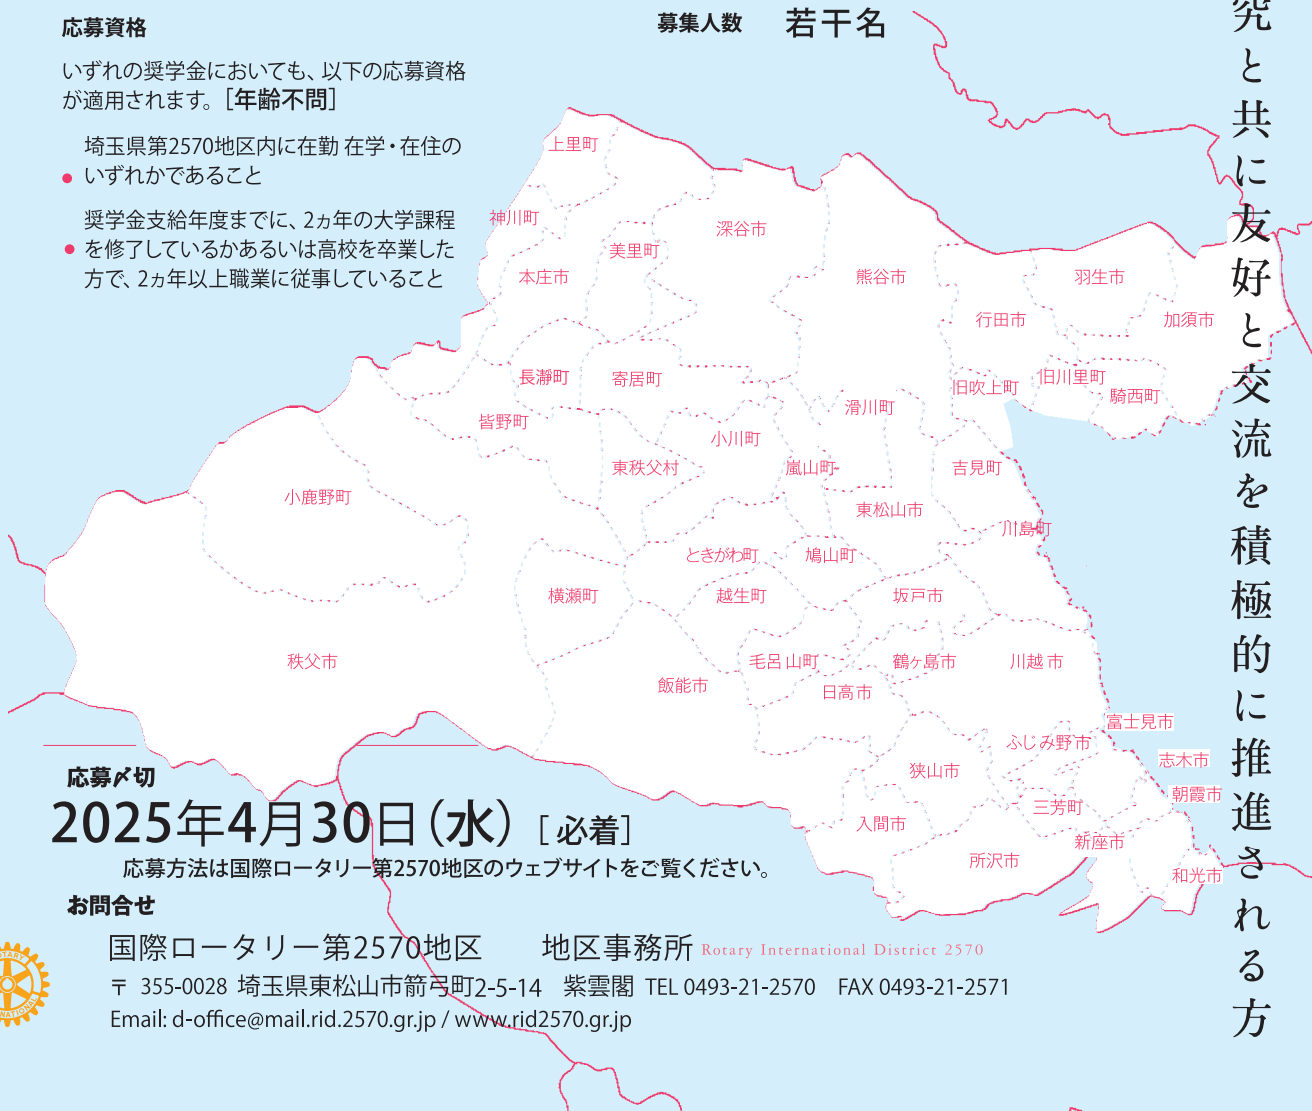 究と共に友好と交流を積極的に推進される方
応募資格
募集人数 若干名
いずれの奨学金においても、以下の応募資格
が適用されます。［年齢不問］
埼玉県第2570地区内に在勤 在学・在住の
● いずれかであること
奨学金支給年度までに、2ヵ年の大学課程
● を修了しているかあるいは高校を卒業した
方で、2ヵ年以上職業に従事していること
上里町
神川町
深谷市
美里町
本庄市
熊谷市
羽生市
行田市
加須市
長瀞町
寄居町
旧吹上町
旧川里町
騎西町
皆野町
滑川町
小川町
東秩父村
嵐山町
吉見町
小鹿野町
東松山市
川島町
ときがわ町
鳩山町
横瀬町
越生町
坂戸市
秩父市
飯能市
毛呂山町
鶴ヶ島市
川越市
日高市
富士見市
ふじみ野市
志木市
狭山市
朝霞市
三芳町
入間市
新座市
所沢市
和光市
応募〆切
2025年4月30日（水）［必着］
応募方法は国際ロータリー第2570地区のウェブサイトをご覧ください。
お問合せ
国際ロータリー第2570地区 地区事務所 Rotary International District 2570
〒 355-0028 埼玉県東松山市箭弓町2-5-14 紫雲閣 TEL 0493-21-2570 FAX 0493-21-2571
Email: d-office@mail.rid.2570.gr.jp / www.rid2570.gr.jp